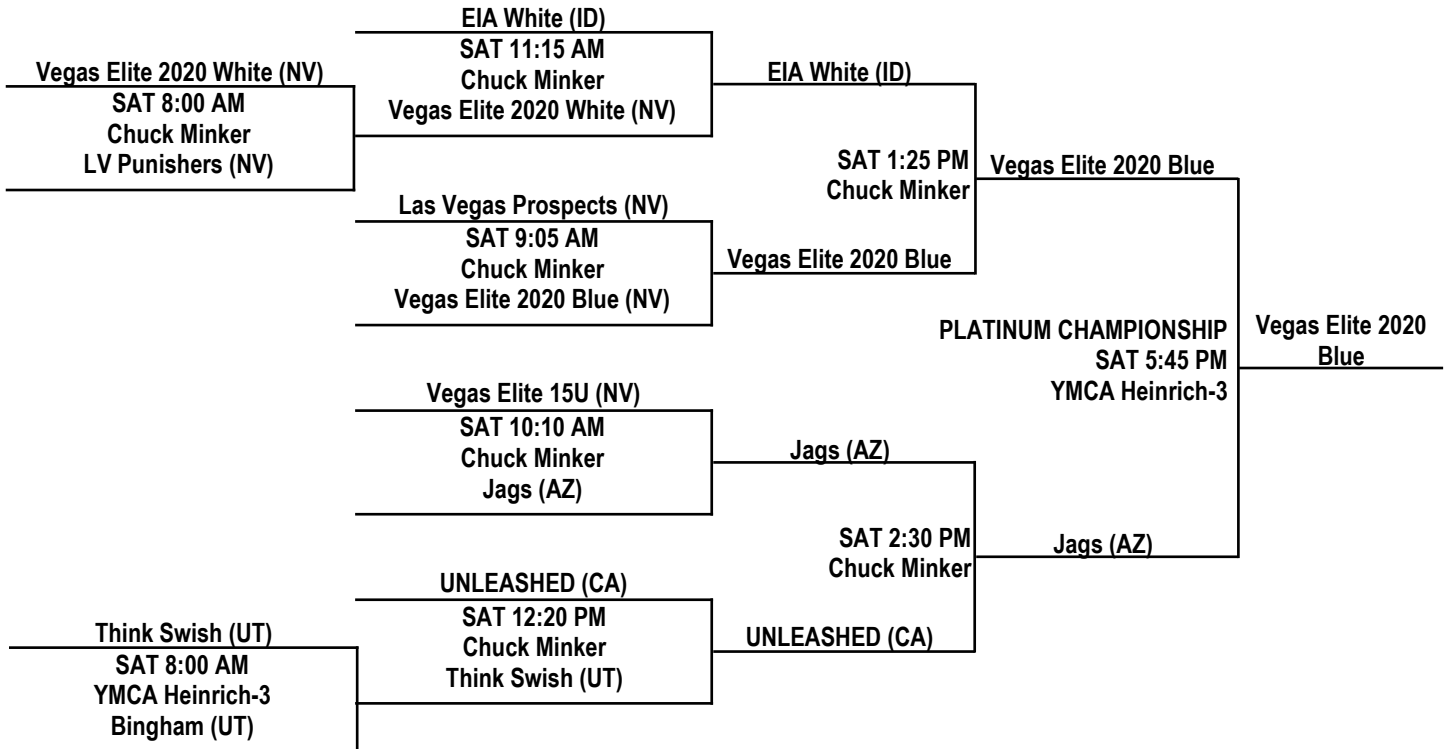 EIA White (ID)
SAT 11:15 AM
Chuck Minker
Vegas Elite 2020 White (NV)
Vegas Elite 2020 White (NV)
SAT 8:00 AM
Chuck Minker
LV Punishers (NV)
EIA White (ID)
SAT 1:25 PM
Chuck Minker
Vegas Elite 2020 Blue
Las Vegas Prospects (NV)
SAT 9:05 AM
Chuck Minker
Vegas Elite 2020 Blue (NV)
Vegas Elite 2020 Blue
PLATINUM CHAMPIONSHIP
SAT 5:45 PM
YMCA Heinrich-3
Vegas Elite 2020
Blue
Vegas Elite 15U (NV)
SAT 10:10 AM
Chuck Minker
Jags (AZ)
Jags (AZ)
SAT 2:30 PM
Chuck Minker
Jags (AZ)
UNLEASHED (CA)
SAT 12:20 PM
Chuck Minker
Think Swish (UT)
UNLEASHED (CA)
Think Swish (UT)
SAT 8:00 AM
YMCA Heinrich-3
Bingham (UT)